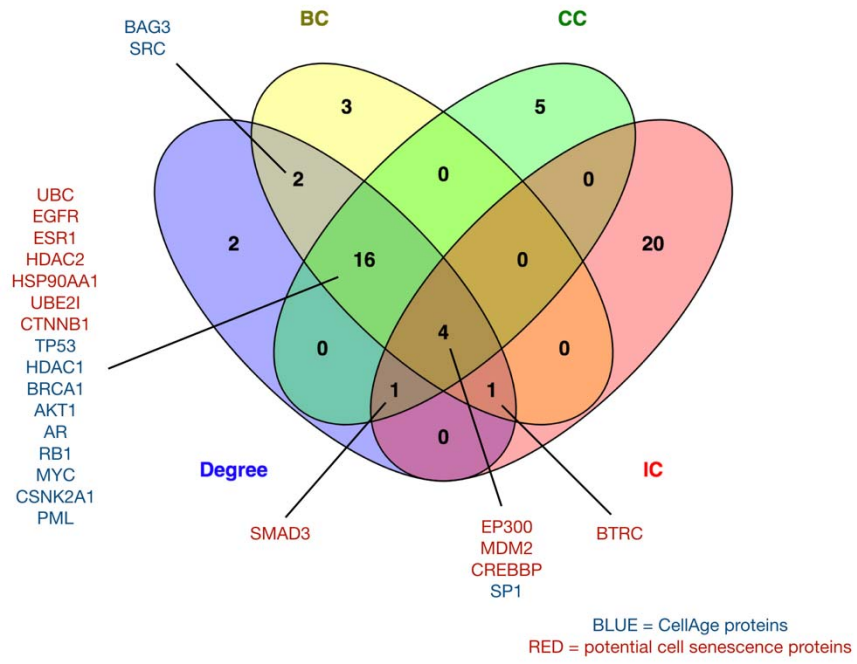 BC
CC
BAG3
SRC
3
5
2
0
0
UBC
EGFR
ESR1
HDAC2
HSP90AA1
UBE2I
CTNNB1
TP53
HDAC1
BRCA1
AKT1
AR
RB1
MYC
CSNK2A1
PML
2
16
0
20
0
4
0
1
1
0
Degree
IC
SMAD3
EP300
MDM2
CREBBP
SP1
BTRC
BLUE = CellAge proteins
RED = potential cell senescence proteins